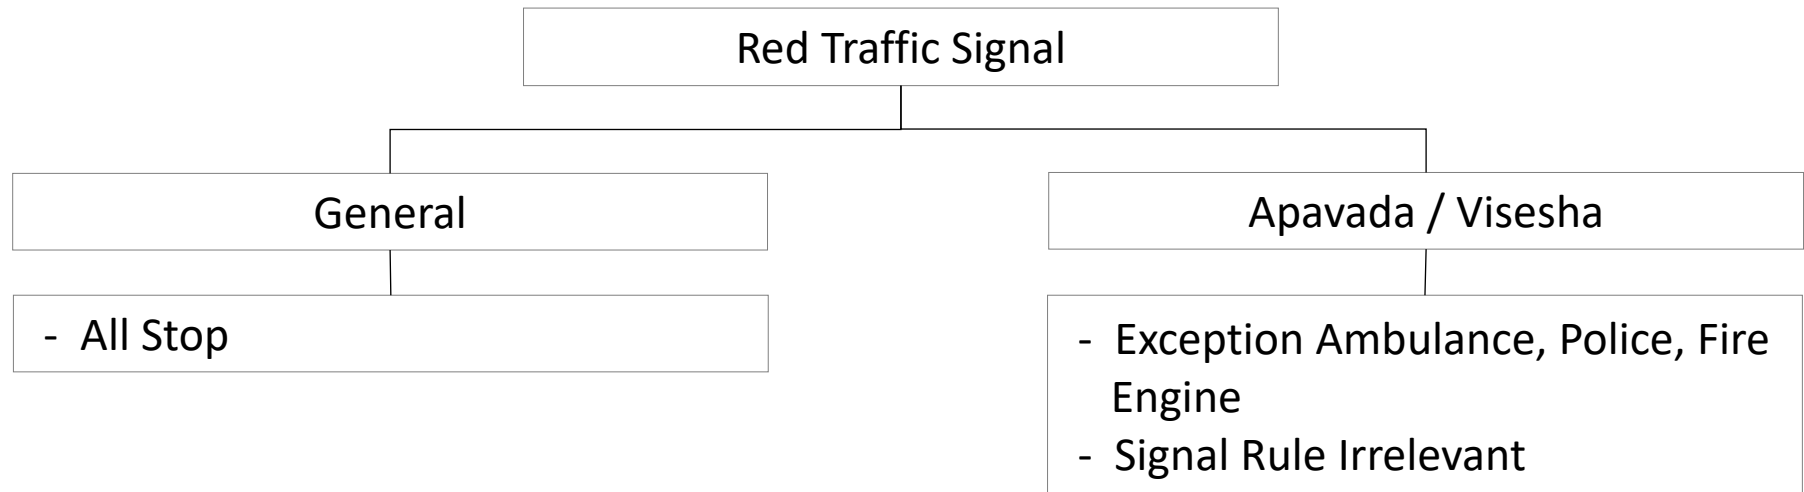 Red Traffic Signal
General
Apavada / Visesha
- All Stop
- Exception Ambulance, Police, Fire
Engine
- Signal Rule Irrelevant